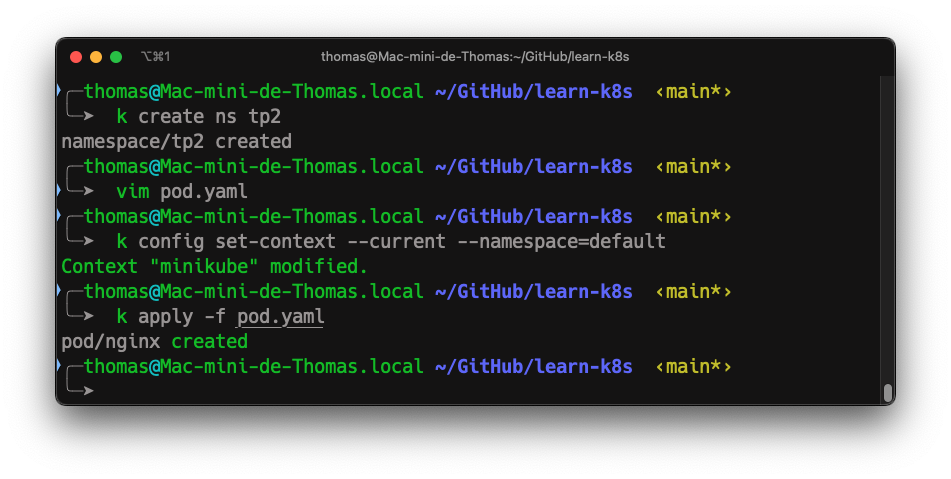 ⌥⌘1 thomas@Mac-mini-de-Thomas:~/GitHub/learn-k8s
╭─thomas@Mac-mini-de-Thomas.local ~/GitHub/learn-k8s ‹main*›
╰─➤ k create ns tp2
namespace/tp2 created
╭─thomas@Mac-mini-de-Thomas.local ~/GitHub/learn-k8s ‹main*›
╰─➤ vim pod.yaml
╭─thomas@Mac-mini-de-Thomas.local ~/GitHub/learn-k8s ‹main*›
╰─➤ k config set-context --current --namespace=default
Context "minikube" modified.
╭─thomas@Mac-mini-de-Thomas.local ~/GitHub/learn-k8s ‹main*›
╰─➤ k apply -f pod.yaml
pod/nginx created
╭─thomas@Mac-mini-de-Thomas.local ~/GitHub/learn-k8s ‹main*›
╰─➤